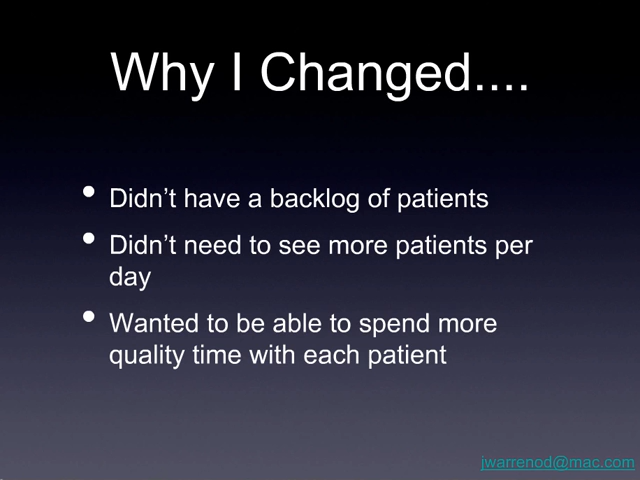 Why I Changed....
• Didn't have a backlog of patients
• Didn't need to see more patients per
day
• Wanted to be able to spend more
quality time with each patient
jwarrenod@mac.com